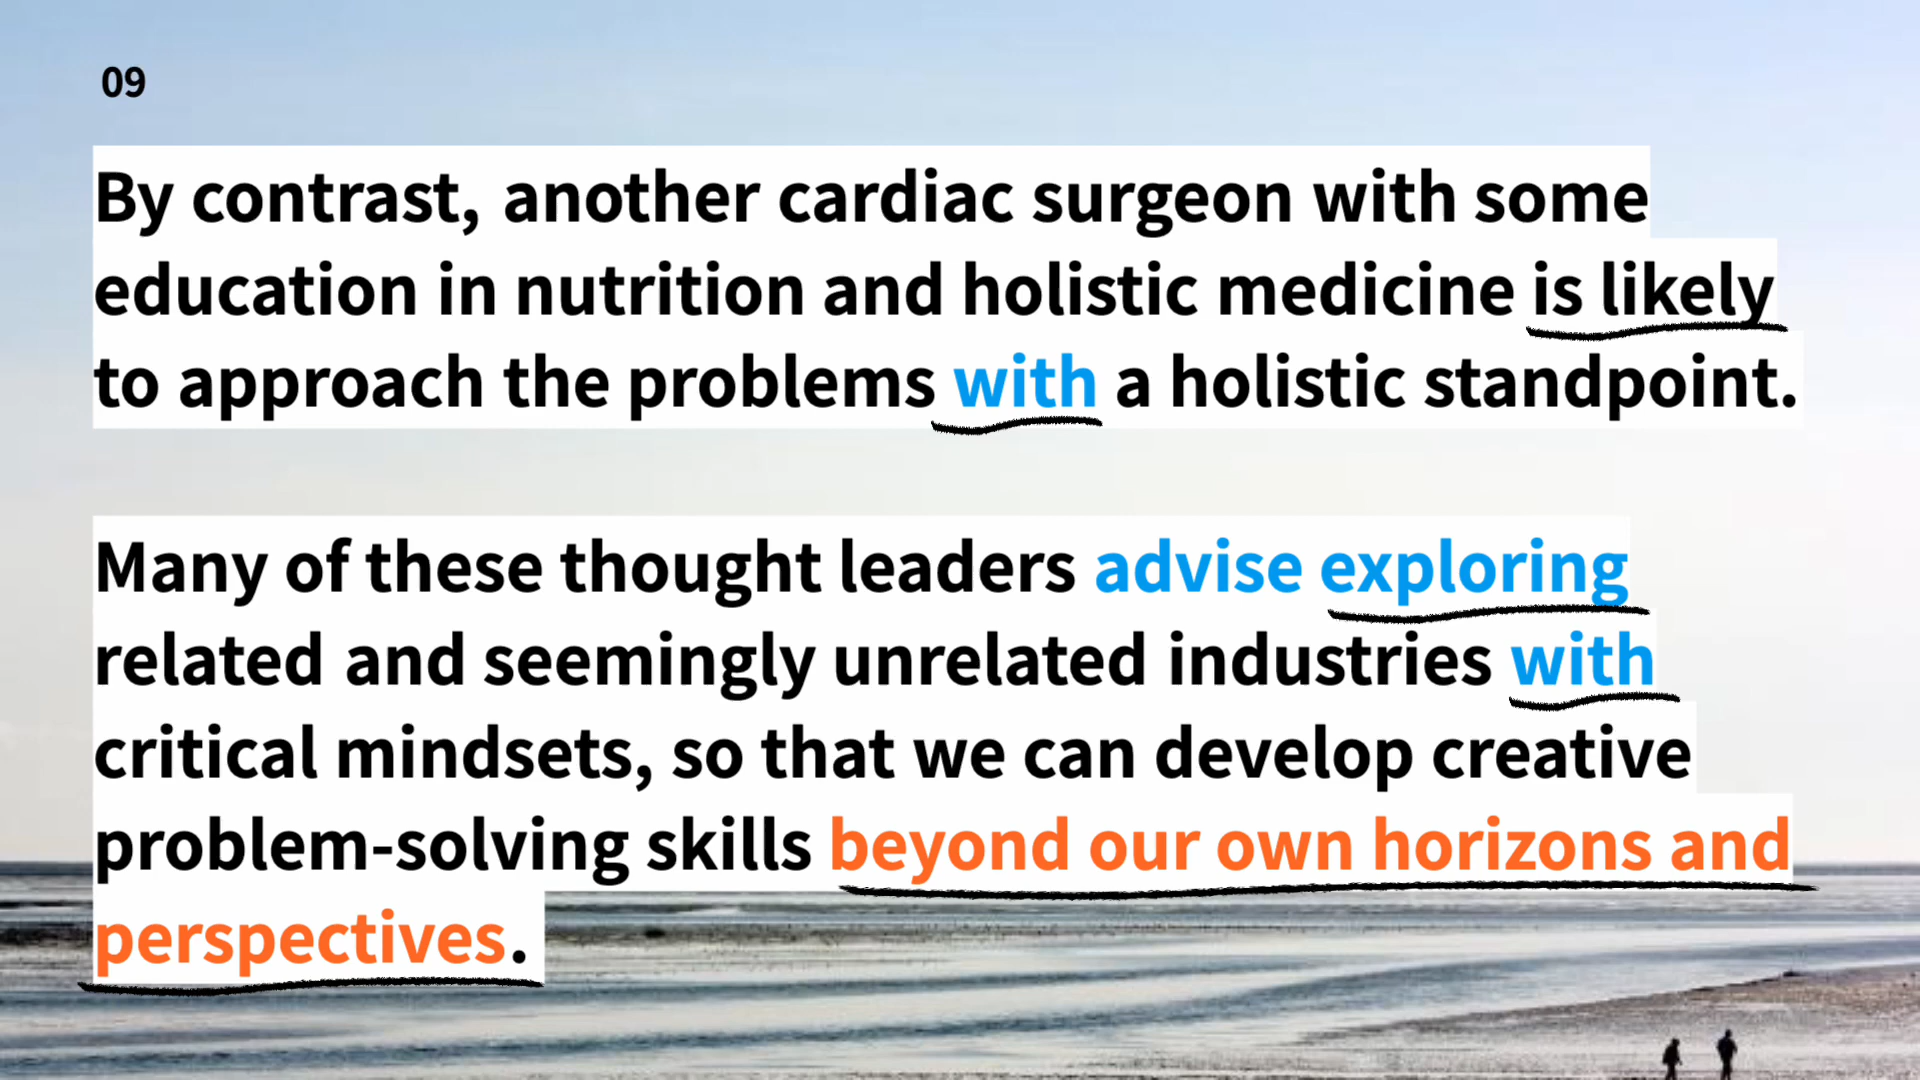 09
By contrast, another cardiac surgeon with some
education in nutrition and holistic medicine is likely
to approach the problems with a holistic standpoint.
Many of these thought leaders advise exploring
related and seemingly unrelated industries with
critical mindsets, so that we can develop creative
problem-solving skills beyond our own horizons and
perspectives.